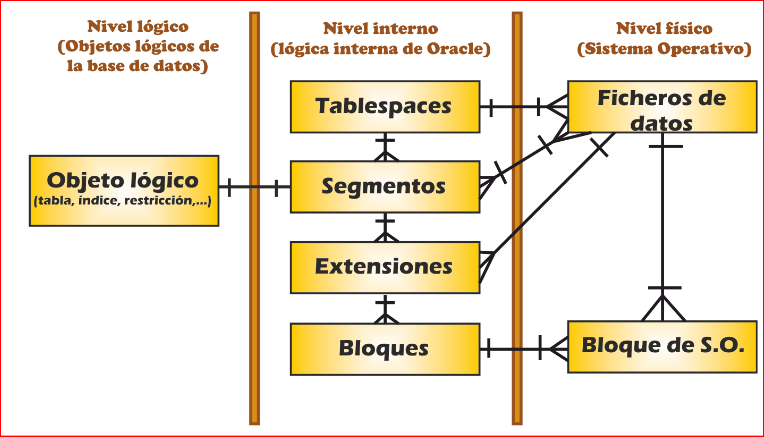 Nivel lógico
(Objetos lógicos de
la base de datos)
Nivel interno
(lógica interna de Oracle)
Nivel físico
(Sistema Operativo)
Objeto lógico
(tabla, índice, restricción,...)
Tablespaces
Segmentos
Extensiones
Bloques
Ficheros de
datos
Bloque de S.O.